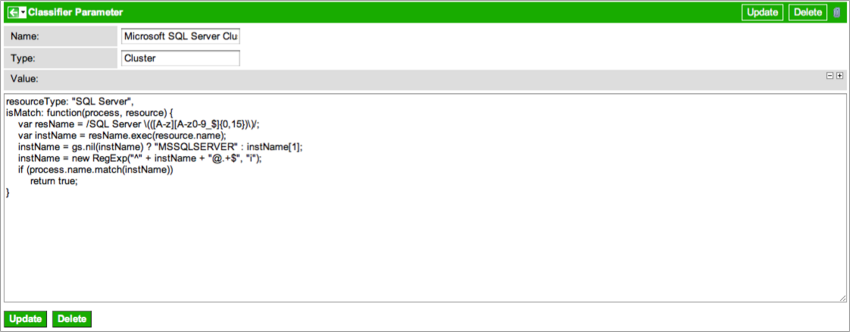 Classifier Parameter
Update
Delete
Name:
Microsoft SQL Server Clu
Type:
Cluster
Value:
resourceType: "SQL Server",
isMatch: function(process, resource) {
var resName = /SQL Server \(([A-z][A-z0-9_$]{0,15})\)/;
var instName = resName.exec(resource.name);
instName = gs.nil(instName) ? "MSSQLSERVER" : instName[1];
instName = new RegExp("^" + instName + "@.+$", "i");
if (process.name.match(instName))
return true;
}
Update
Delete